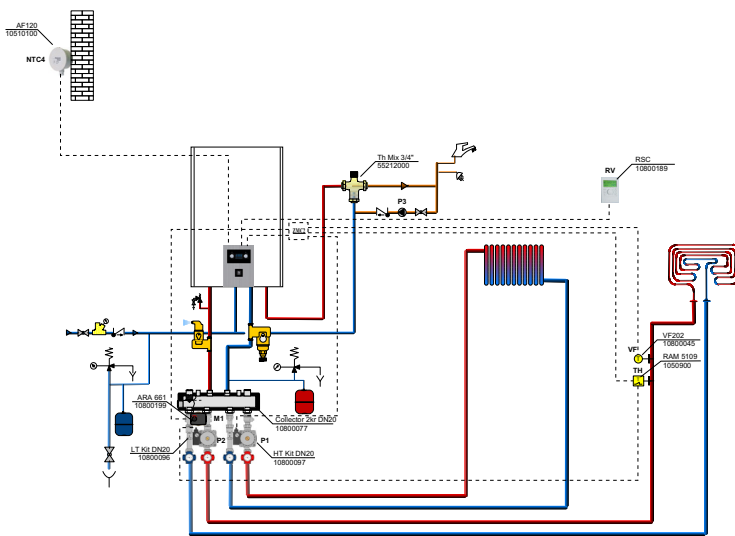 AF120
10510100
NTC4
Th Mix 3/4"
55212000
P3
RSC
RV
10800189
VF202
VF
10800045
RAM 5109
TH
1050900
ARA 661
10800199
M1
Collector 2kr DN20
10800077
P2
P1
LT Kit DN20
10800096
HT Kit DN20
10800097